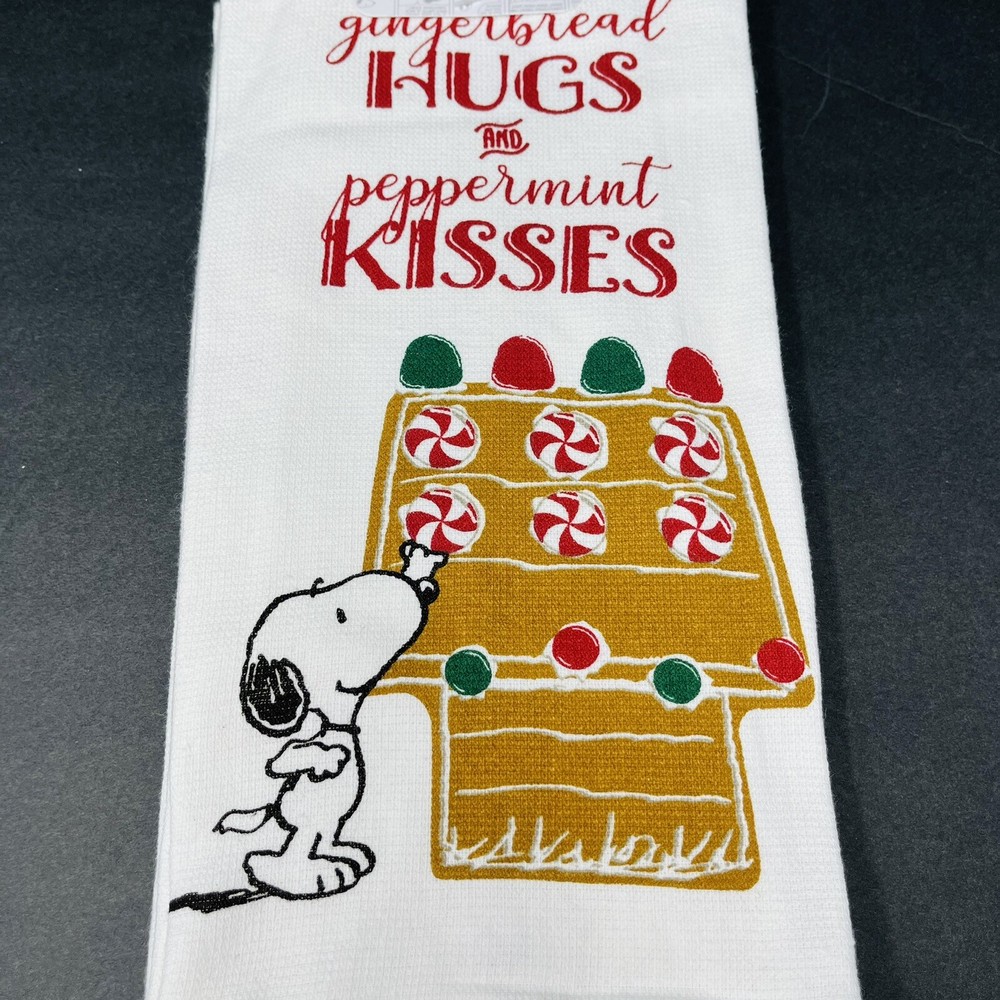 gingerbread
HUGS
AND
peppermint
KISSES